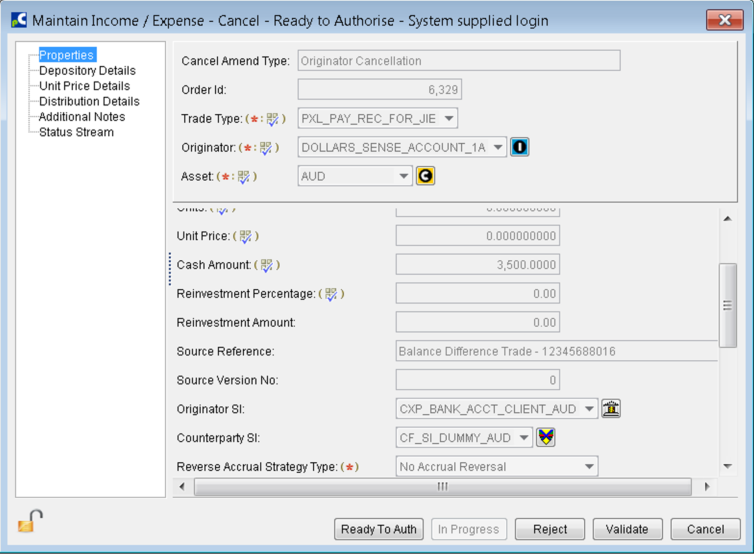 Maintain Income / Expense - Cancel - Ready to Authorise - System supplied login
Properties
Depository Details
Unit Price Details
Distribution Details
Additional Notes
Status Stream
Cancel Amend Type: Originator Cancellation
Order Id: 6,329
Trade Type: (*: ) PXL_PAY_REC_FOR_JIE
Originator: (*: ) DOLLARS_SENSE_ACCOUNT_1A
Asset: (*: ) AUD
Unit Price: ( ) 0.000000000
Cash Amount: ( ) 3,500.0000
Reinvestment Percentage: ( ) 0.00
Reinvestment Amount: 0.00
Source Reference: Balance Difference Trade - 12345688016
Source Version No: 0
Originator SI: CXP_BANK_ACCT_CLIENT_AUD
Counterparty SI: CF_SI_DUMMY_AUD
Reverse Accrual Strategy Type: (*) No Accrual Reversal
Ready To Auth In Progress Reject Validate Cancel